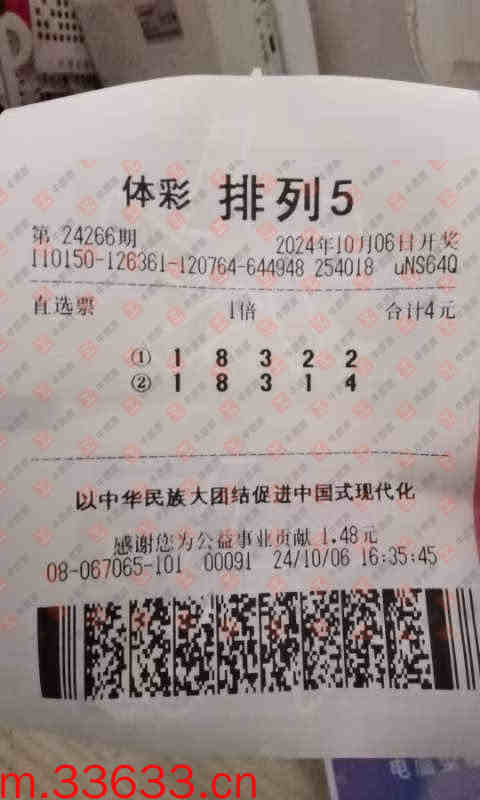 体彩 排列5
第 24266期 2024年10月06日开奖
110150-126361-120764-644948 254018 uNS64Q
直选票 1倍 合计4元
① 1 8 3 2 2
② 1 8 3 1 4
以中华民族大团结促进中国式现代化
感谢您为公益事业贡献 1.48元
08-067065-101 00091 24/10/06 16:35:45
m.33633.cn